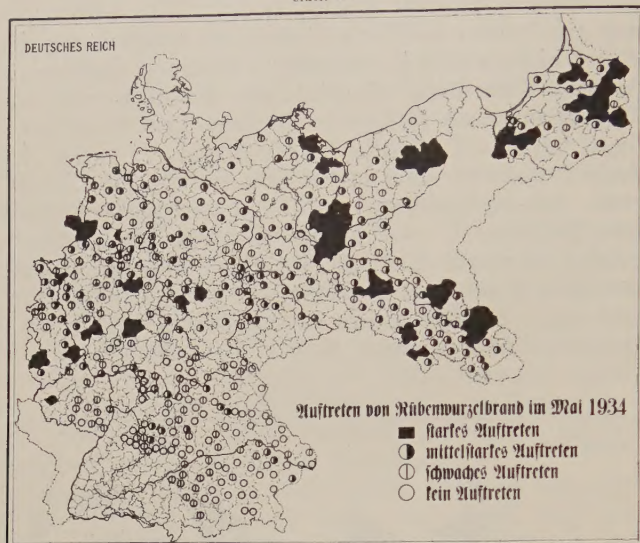 DEUTSCHES REICH
Auftreten von Rübenwurzelbrand im Mai 1934
starkes Auftreten
mittelstarkes Auftreten
schwaches Auftreten
kein Auftreten